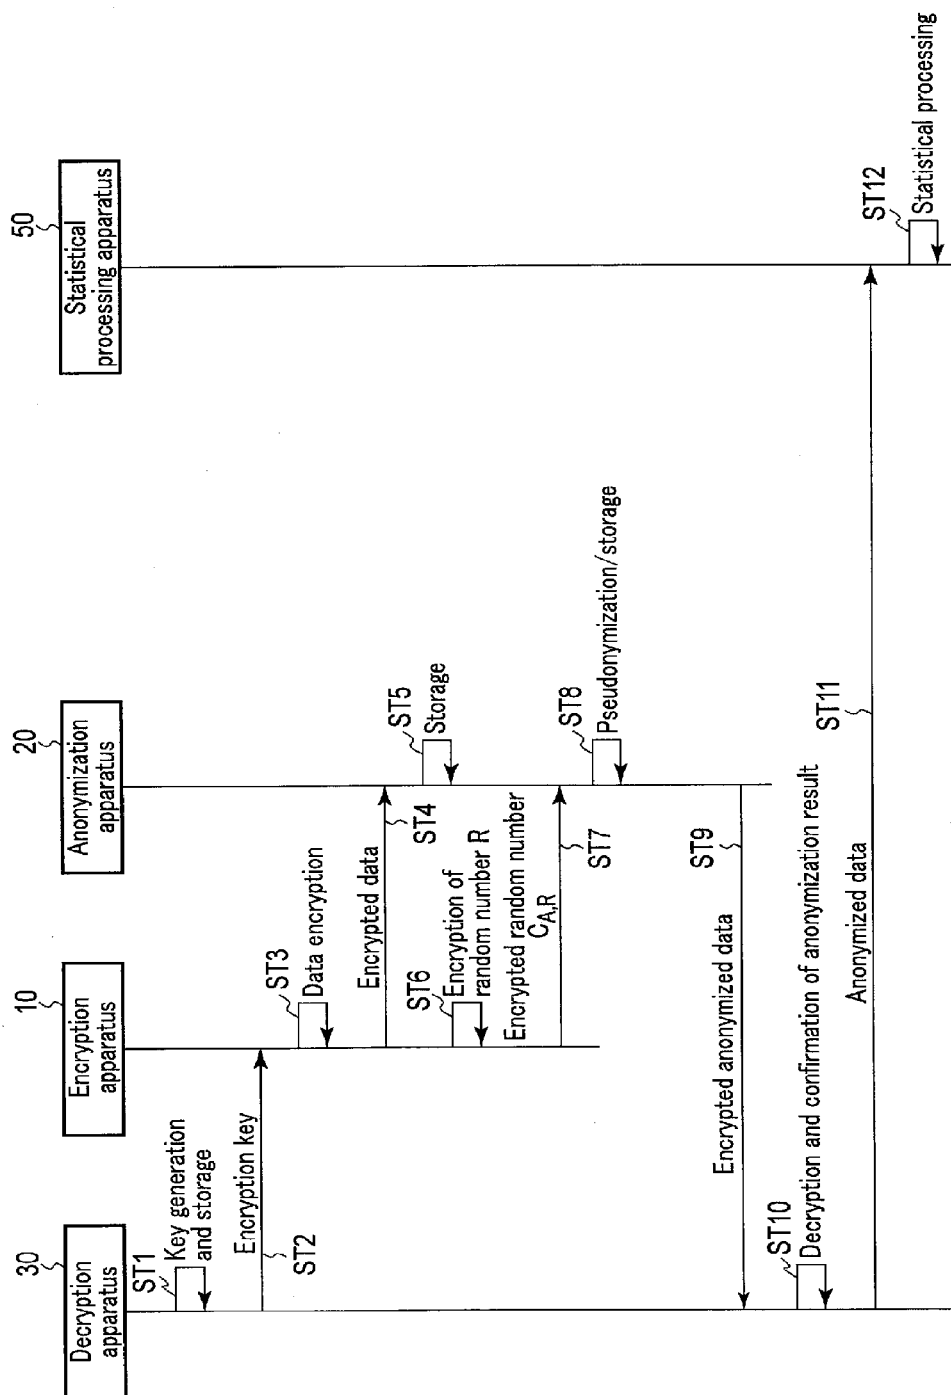 30
Decryption
apparatus
10
Encryption
apparatus
20
Anonymization
apparatus
50
Statistical
processing apparatus
ST1
Key generation
and storage
Encryption key
ST2
ST3
Data encryption
Encrypted data
ST4
ST5
Storage
ST6
Encryption of
random number R
Encrypted random number
C_A,R
ST7
ST8
Pseudonymization/storage
ST9
Encrypted anonymized data
ST10
Decryption and confirmation of anonymization result
Anonymized data
ST11
ST12
Statistical processing